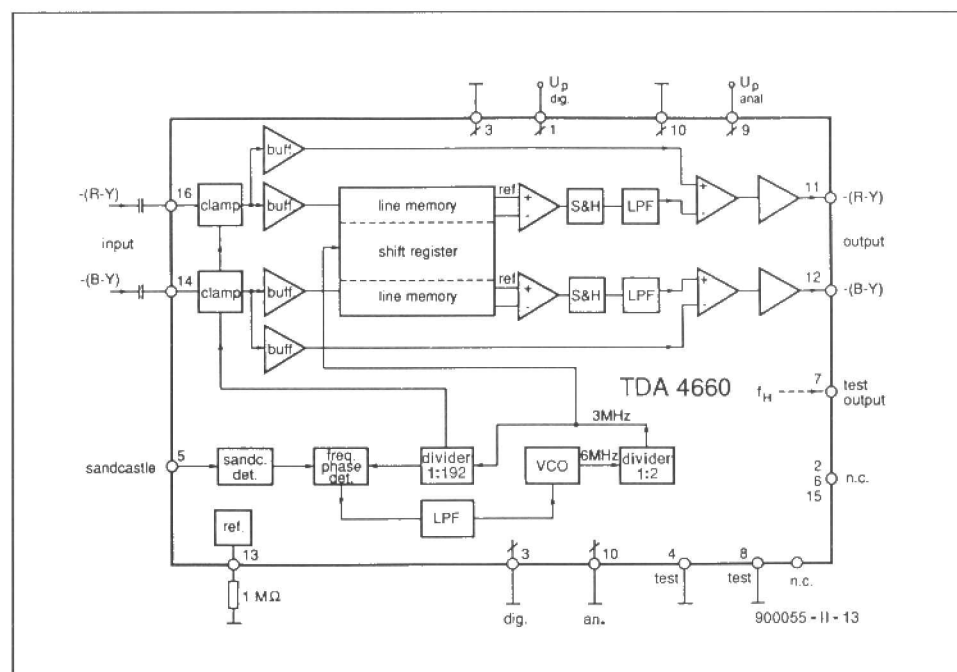 Up
dig.
Up
anal
3
1
10
9
buff.
-(R-Y)
16
clamp
buff.
line memory
ref
+
-
S&H
LPF
+
-
11
-(R-Y)
input
shift register
output
-(B-Y)
14
clamp
buff.
line memory
ref
+
-
S&H
LPF
+
-
12
-(B-Y)
buff.
TDA 4660
fH
7
test
output
3MHz
sandcastle
5
sandc.
det.
freq.
phase
det.
divider
1:192
VCO
6MHz
divider
1:2
2
6
15
n.c.
LPF
ref.
13
1 MΩ
3
dig.
10
an.
4
test
8
test
n.c.
900055 - II - 13